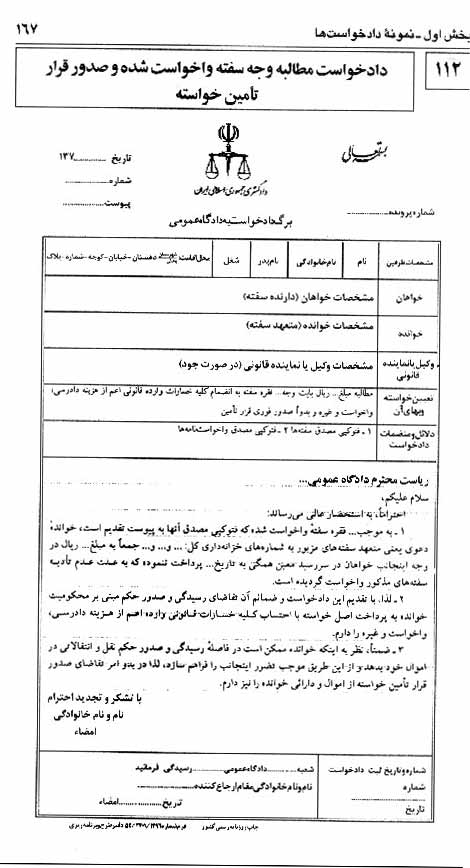 بخش اول - نمونهٔ دادخواست‌ها ۱۶۷
۱۱۲
دادخواست مطالبه وجه سفته واخواست شده و صدور قرار
تامین خواسته
بسمه تعالی
دادگستری جمهوری اسلامی ایران
تاریخ ............ ۱۳۷
شماره..................
پیوست ..................
برگ دادخواست به دادگاه عمومی
شماره پرونده..................
مشخصات طرفین نام نام خانوادگی نام پدر شغل محل اقامت دهستان - خیابان - کوچه - شماره - پلاک
خواهان مشخصات خواهان (دارنده سفته)
خوانده مشخصات خوانده (متعهد سفته)
وکیل یا نماینده قانونی مشخصات وکیل یا نماینده قانونی (در صورت جود)
تعیین خواسته وبهای آن مطالبه مبلغ... ریال بابت وجه... فقره سفته به انضمام کلیه خسارات وارده قانونی اعم از هزینه دادرسی،
واخواست و غیره و بدواً صدور فوری قرار تأمین
دلائل و منضمات دادخواست ۱ - فتوکپی مصدق سفته‌ها ۲ - فتوکپی مصدق واخواست‌نامه‌ها
ریاست محترم دادگاه عمومی...
سلام علیکم،
احتراماً، به استحضار عالی می‌رساند:
۱ - به موجب... فقره سفتهٔ واخواست شده که فتوکپی مصدق آنها به پیوست تقدیم است، خواندهٔ
دعوی یعنی متعهد سفته‌های مزبور به شماره‌های خزانه‌داری کل: ... و... و... جمعاً به مبلغ... ریال در
وجه اینجانب خواهان در سررسید معین همگی به تاریخ... پرداخت ننموده که به علت عدم تأدیه
سفته‌های مذکور واخواست گردیده است.
۲ - لذا، با تقدیم این دادخواست و ضمائم آن تقاضای رسیدگی و صدور حکم مبنی بر محکومیت
خوانده به پرداخت اصل خواسته با احتساب کلیه خسارات قانونی وارده اعم از هزینه دادرسی،
واخواست و غیره را دارم.
۳ - ضمناً، نظر به اینکه خوانده ممکن است در فاصلهٔ رسیدگی و صدور حکم نقل و انتقالاتی در
اموال خود بدهد و از این طریق موجب تضرر اینجانب را فراهم سازد، لذا در بدو امر تقاضای صدور
قرار تأمین خواسته از اموال و دارائی خوانده را نیز دارم.
با تشکر و تجدید احترام
نام و نام خانوادگی
امضاء
شماره و تاریخ ثبت دادخواست
شماره
تاریخ
شعبه.............. دادگاه عمومی.............. رسیدگی فرمائید
نام و نام خانوادگی مقام ارجاع کننده..................
تاریخ.................. امضاء
چاپ روزنامه رسمی کشور دفتر طرح و برنامه ریزی